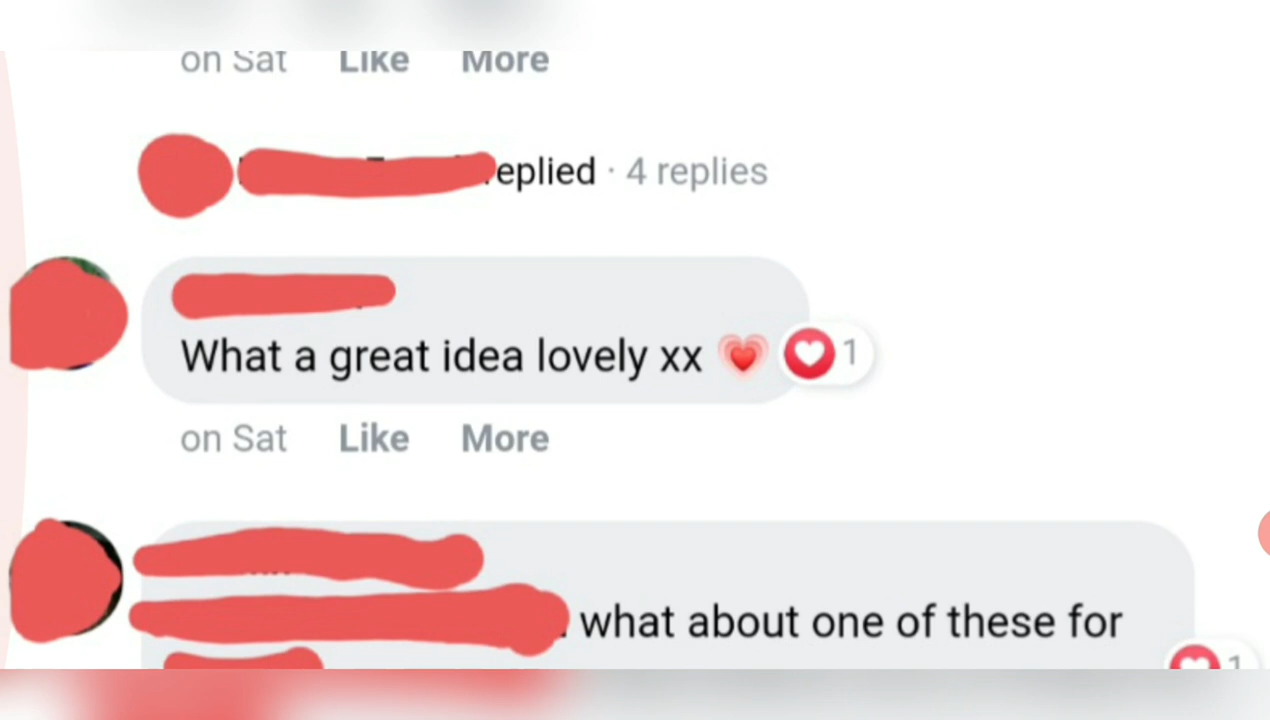 on Sat Like More
eplied · 4 replies
What a great idea lovely xx 💗 1
on Sat Like More
what about one of these for
1